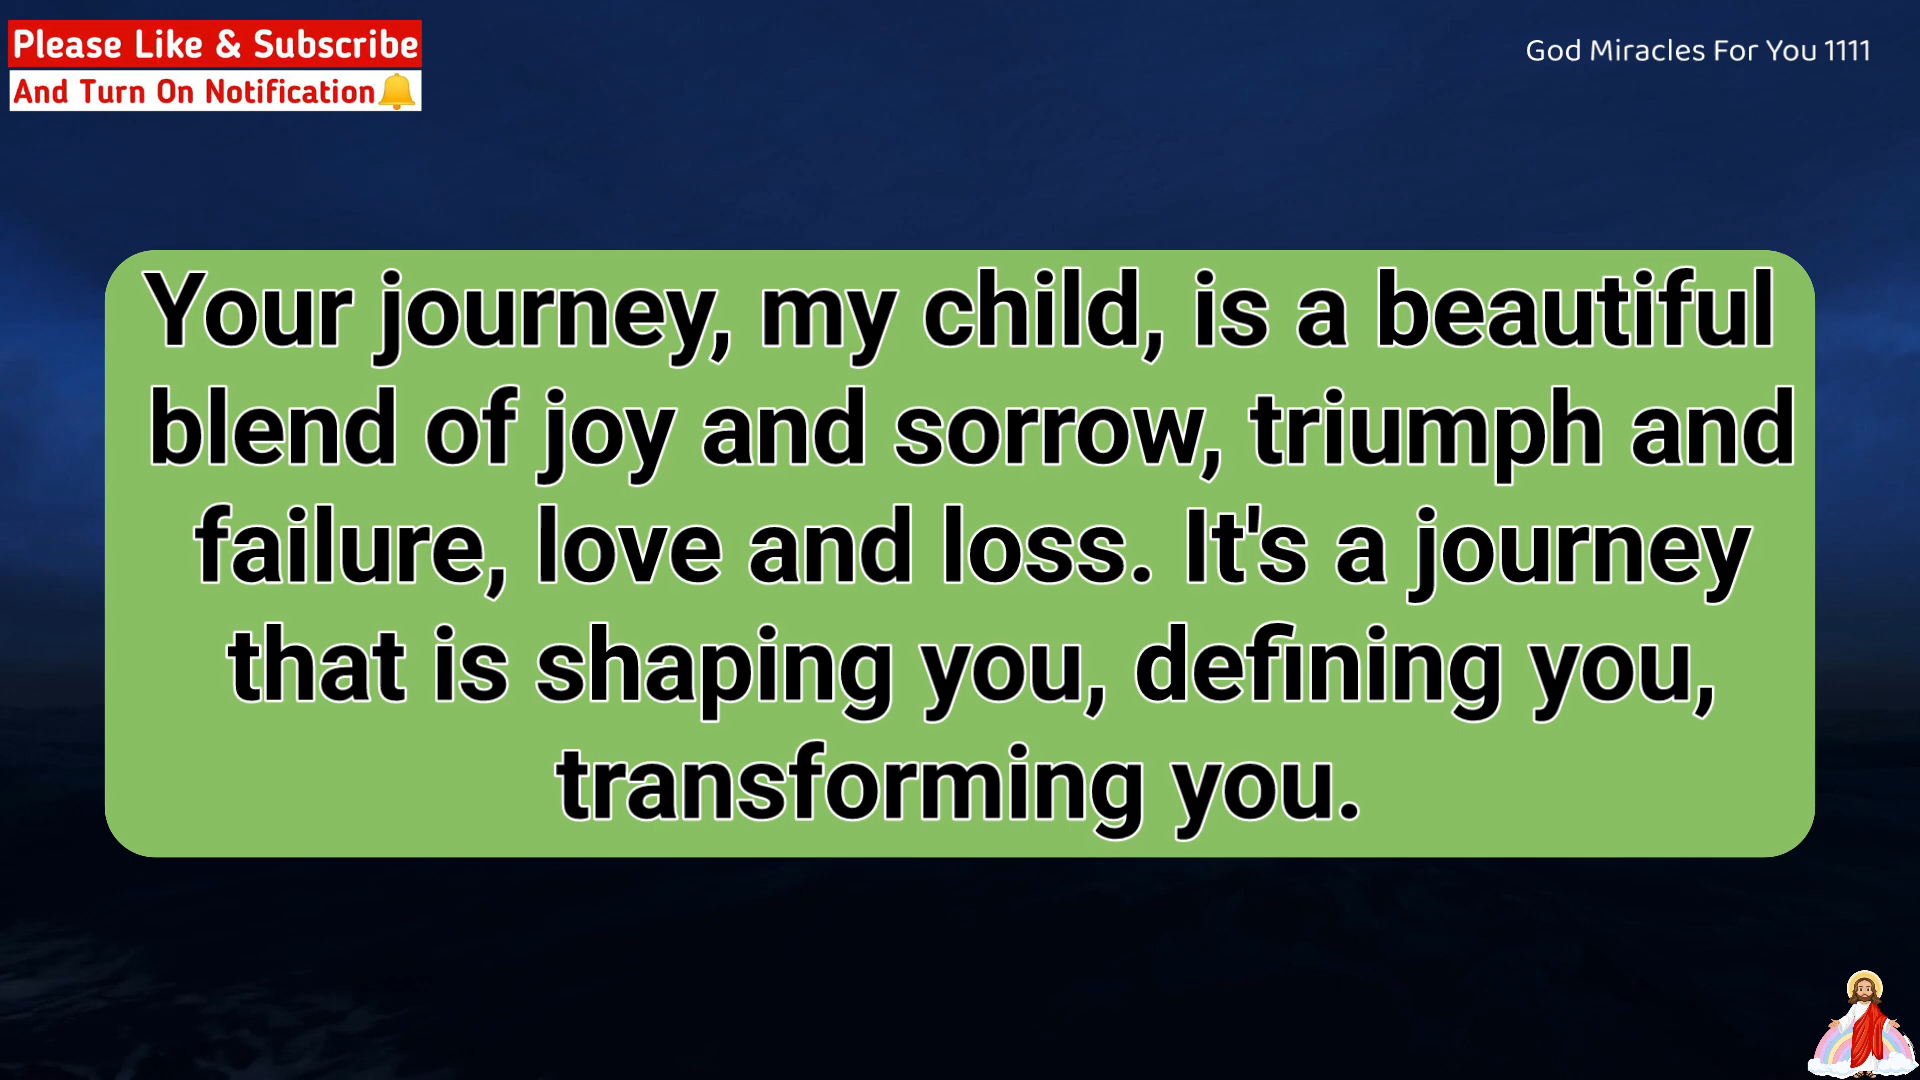 Please Like & Subscribe
And Turn On Notification
God Miracles For You 1111
Your journey, my child, is a beautiful
blend of joy and sorrow, triumph and
failure, love and loss. It's a journey
that is shaping you, defining you,
transforming you.